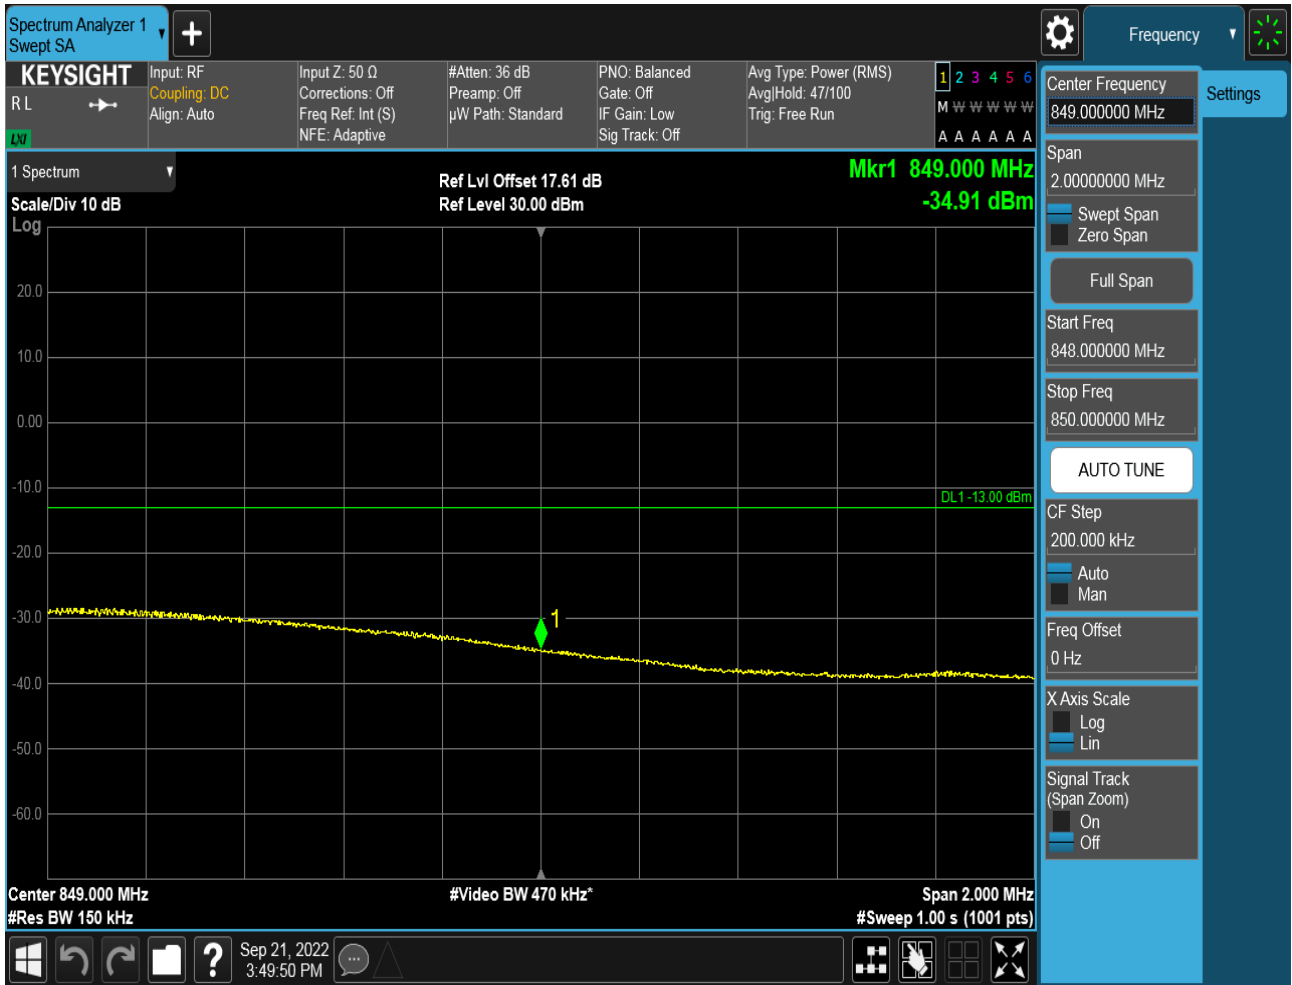 Spectrum Analyzer 1
Swept SA
Frequency
KEYSIGHT
R L
LXI
Input: RF
Coupling: DC
Align: Auto
Input Z: 50 Ω
Corrections: Off
Freq Ref: Int (S)
NFE: Adaptive
#Atten: 36 dB
Preamp: Off
µW Path: Standard
PNO: Balanced
Gate: Off
IF Gain: Low
Sig Track: Off
Avg Type: Power (RMS)
Avg|Hold: 47/100
Trig: Free Run
1 2 3 4 5 6
M W W W W W
A A A A A A
1 Spectrum
Scale/Div 10 dB
Log
Ref Lvl Offset 17.61 dB
Ref Level 30.00 dBm
Mkr1 849.000 MHz
-34.91 dBm
20.0
10.0
0.00
-10.0
DL1 -13.00 dBm
-20.0
-30.0
1
-40.0
-50.0
-60.0
Center 849.000 MHz
#Video BW 470 kHz*
Span 2.000 MHz
#Res BW 150 kHz
#Sweep 1.00 s (1001 pts)
Sep 21, 2022
3:49:50 PM
Center Frequency
849.000000 MHz
Settings
Span
2.00000000 MHz
Swept Span
Zero Span
Full Span
Start Freq
848.000000 MHz
Stop Freq
850.000000 MHz
AUTO TUNE
CF Step
200.000 kHz
Auto
Man
Freq Offset
0 Hz
X Axis Scale
Log
Lin
Signal Track
(Span Zoom)
On
Off